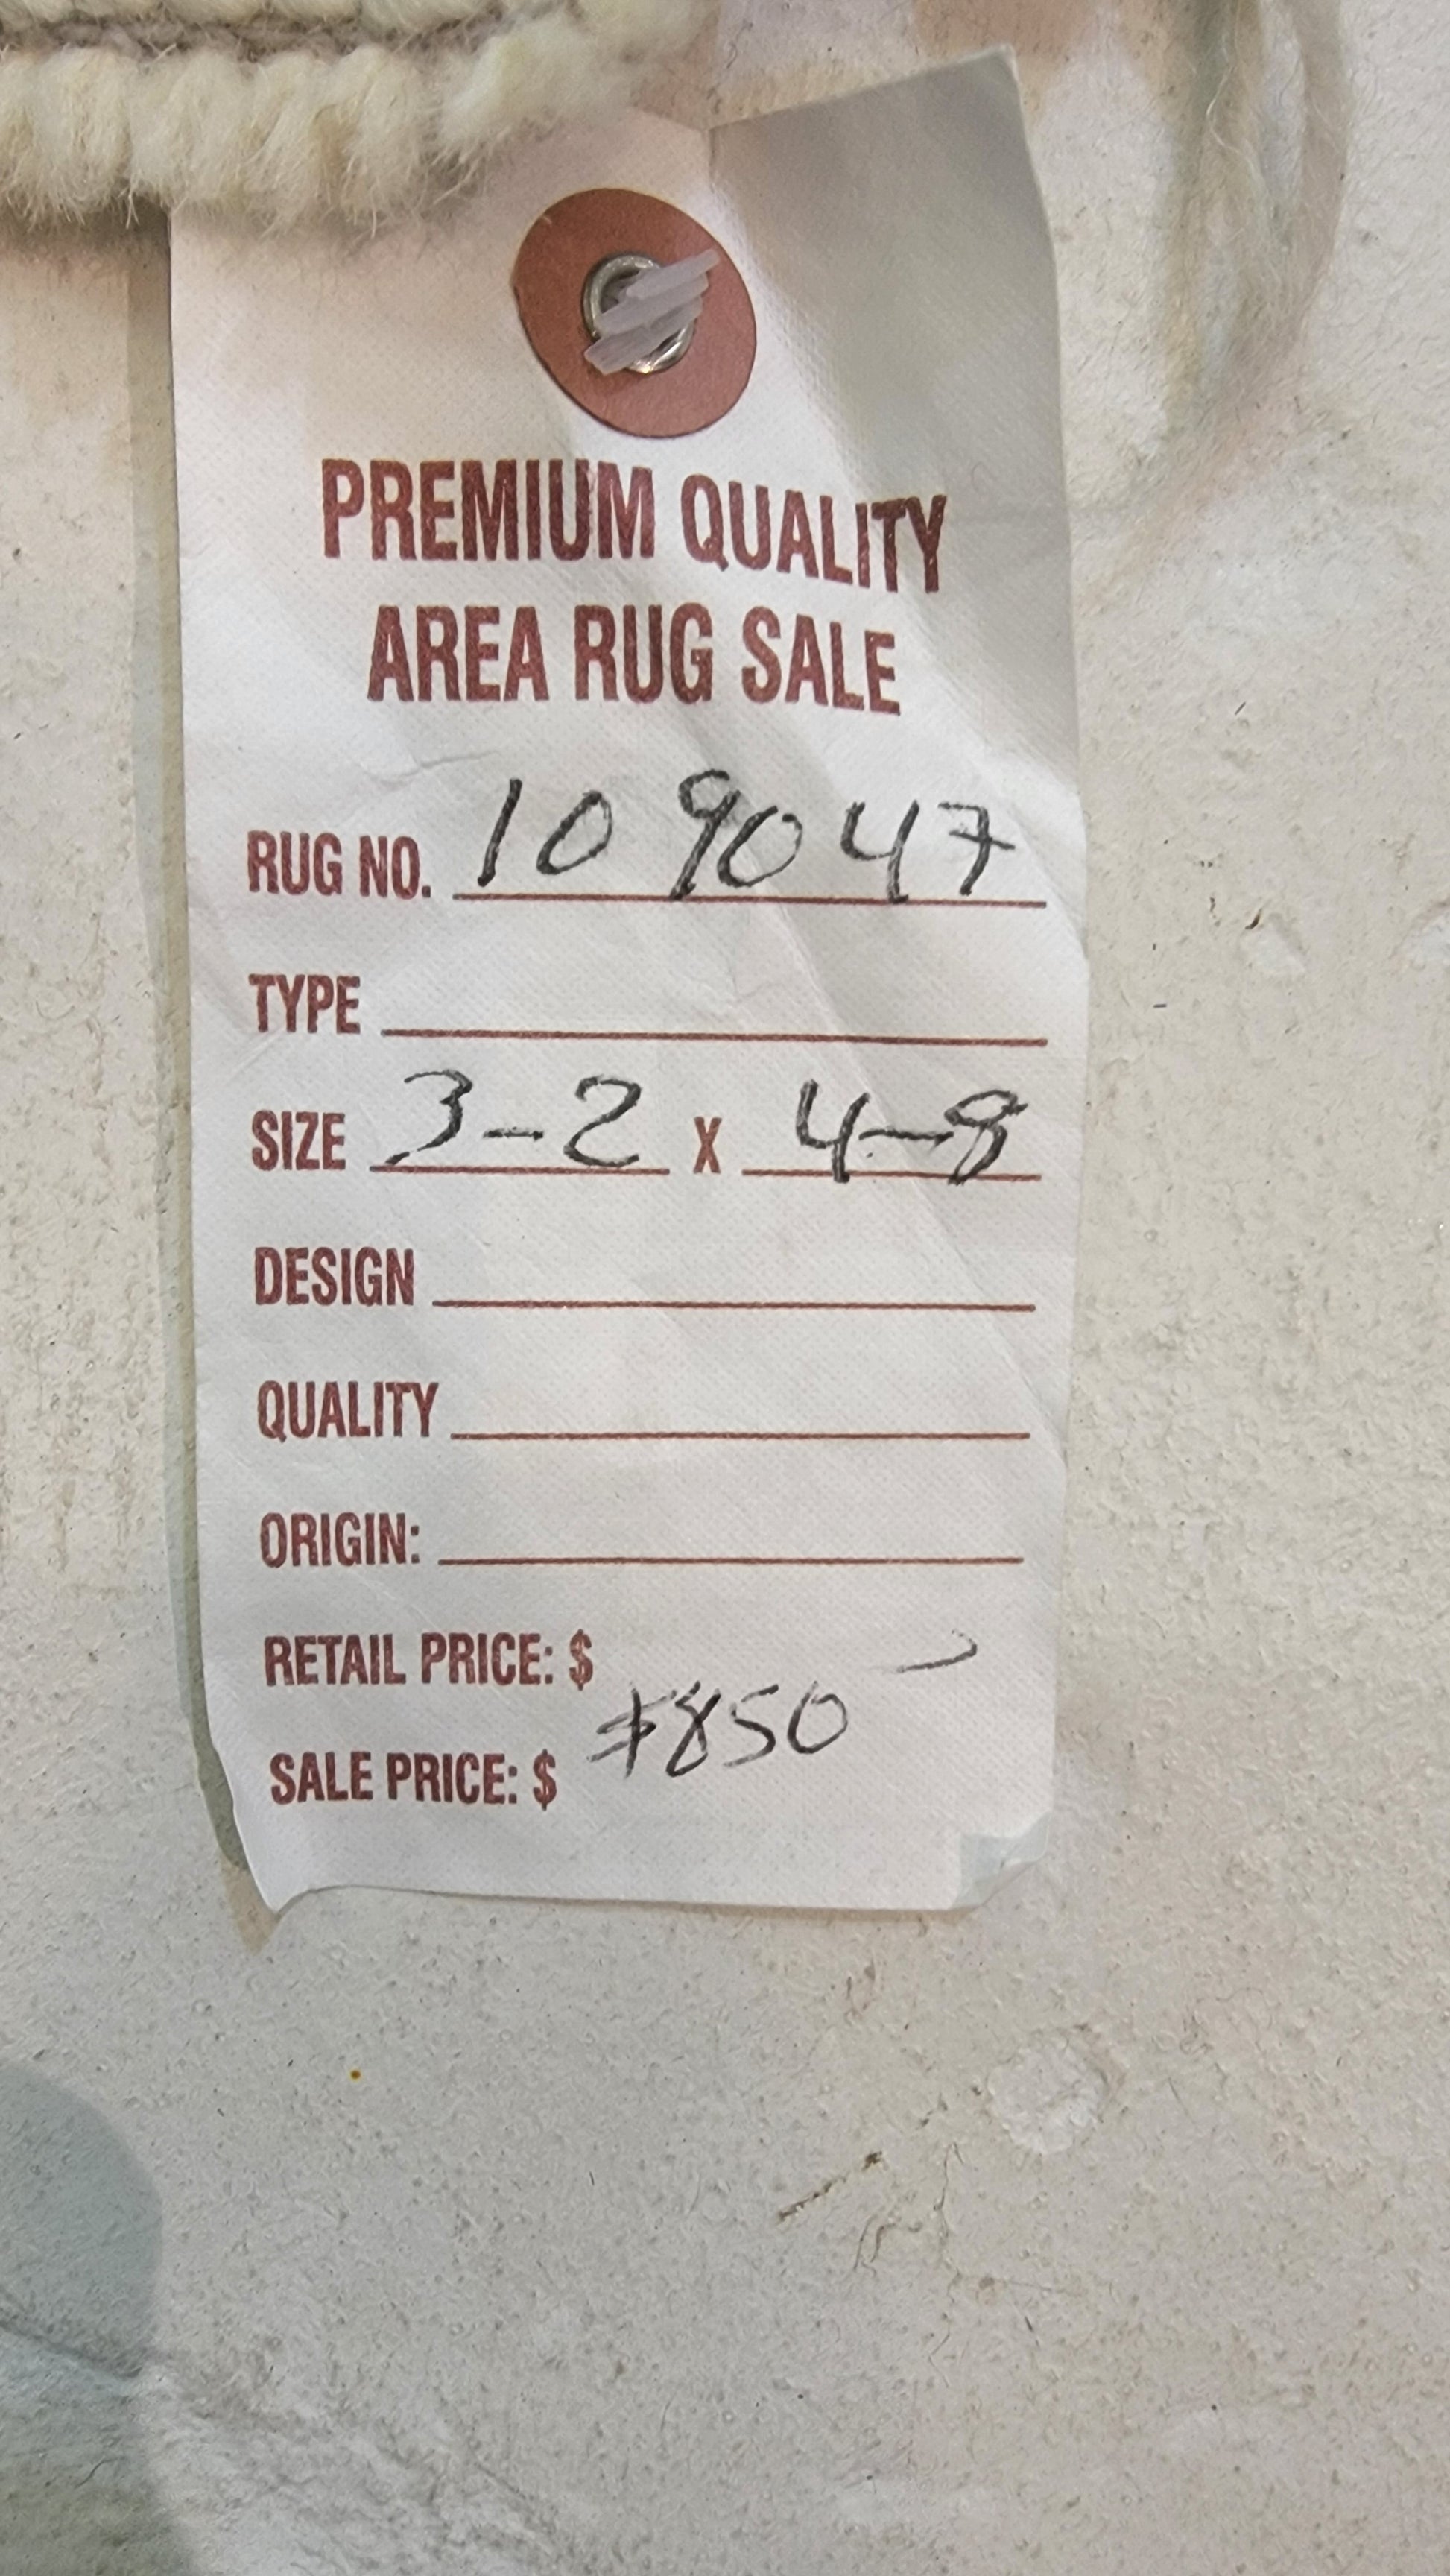 PREMIUM QUALITY
AREA RUG SALE
RUG NO. 109047
TYPE
SIZE 3-2 X 4-8
DESIGN
QUALITY
ORIGIN:
RETAIL PRICE: $
$850-
SALE PRICE: $